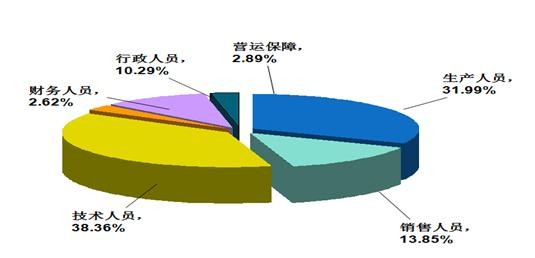 营运保障，
2.89%
行政人员，
10.29%
生产人员，
31.99%
财务人员，
2.62%
技术人员，
38.36%
销售人员，
13.85%